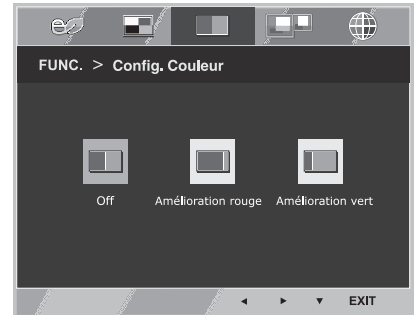 FUNC. > Config. Couleur
Off Amélioration rouge Amélioration vert
◄ ► ▼ EXIT